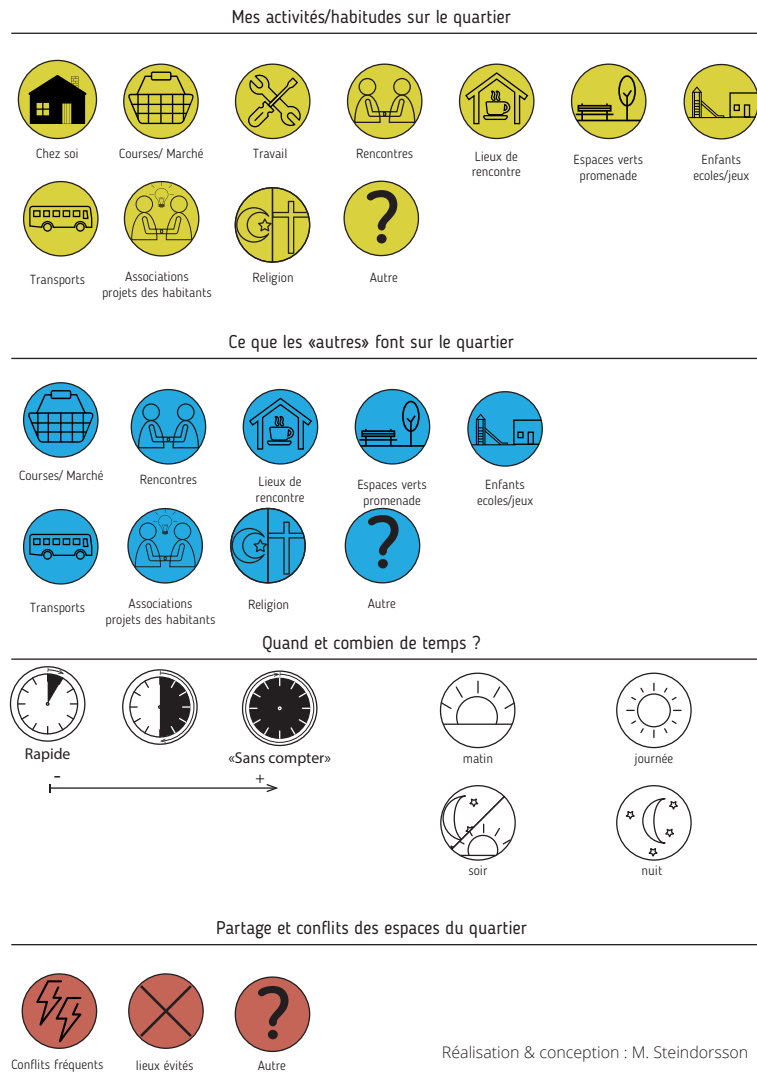 Mes activités/habitudes sur le quartier
Chez soi
Courses/ Marché
Travail
Rencontres
Lieux de
rencontre
Espaces verts
promenade
Enfants
ecoles/jeux
Transports
Associations
projets des habitants
Religion
?
Autre
Ce que les «autres» font sur le quartier
Courses/ Marché
Rencontres
Lieux de
rencontre
Espaces verts
promenade
Enfants
ecoles/jeux
Transports
Associations
projets des habitants
Religion
?
Autre
Quand et combien de temps ?
Rapide
«Sans compter»
- +
matin
journée
soir
nuit
Partage et conflits des espaces du quartier
Conflits fréquents
lieux évités
?
Autre
Réalisation & conception : M. Steindorsson